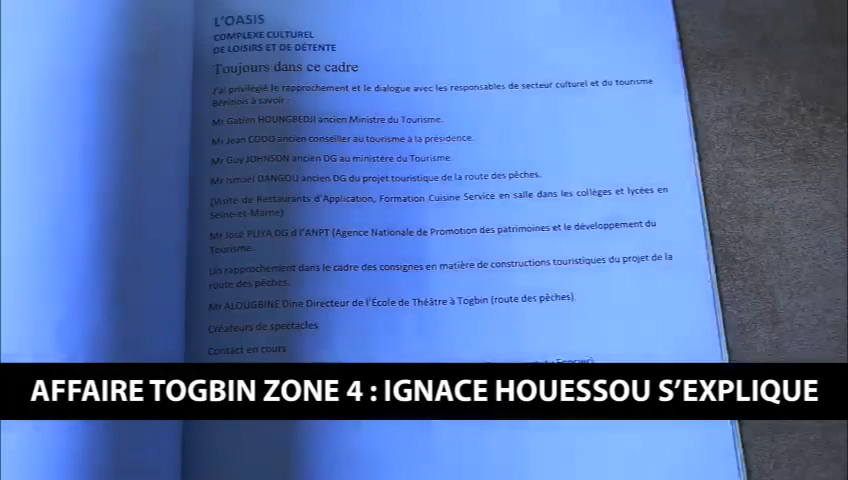 L'OASIS
COMPLEXE CULTUREL
DE LOISIRS ET DE DÉTENTE
Toujours dans ce cadre
J'ai privilégié le rapprochement et le dialogue avec les responsables de secteur culturel et du tourisme
Béninois à savoir :
Mr Gatien HOUNGBEDJI ancien Ministre du Tourisme.
Mr Jean CODO ancien conseiller au tourisme à la présidence.
Mr Guy JOHNSON ancien DG au ministère du Tourisme.
Mr Ismaël DANGOU ancien DG du projet touristique de la route des pêches.
(Visite de Restaurants d'Application, Formation Cuisine Service en salle dans les collèges et lycées en
Seine-et-Marne)
Mr José PLIYA DG d l'ANPT (Agence Nationale de Promotion des patrimoines et le développement du
Tourisme.
Un rapprochement dans le cadre des consignes en matière de constructions touristiques du projet de la
route des pêches.
Mr ALOUGBINE Dine Directeur de l'École de Théâtre à Togbin (route des pêches)
Créateurs de spectacles
Contact en cours
AFFAIRE TOGBIN ZONE 4 : IGNACE HOUESSOU S'EXPLIQUE